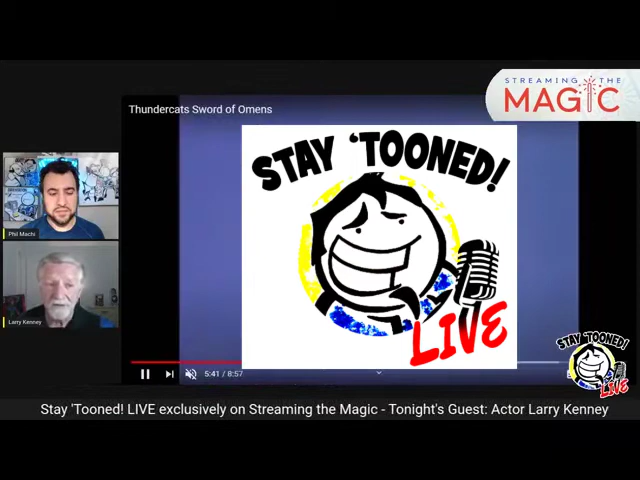 STREAMING THE
MAGIC
Thundercats Sword of Omens
STAY 'TOONED!
LIVE
Phil Machi
Larry Kenney
5:41 / 8:57
STAY 'TOONED!
LIVE
Stay 'Tooned! LIVE exclusively on Streaming the Magic - Tonight's Guest: Actor Larry Kenney